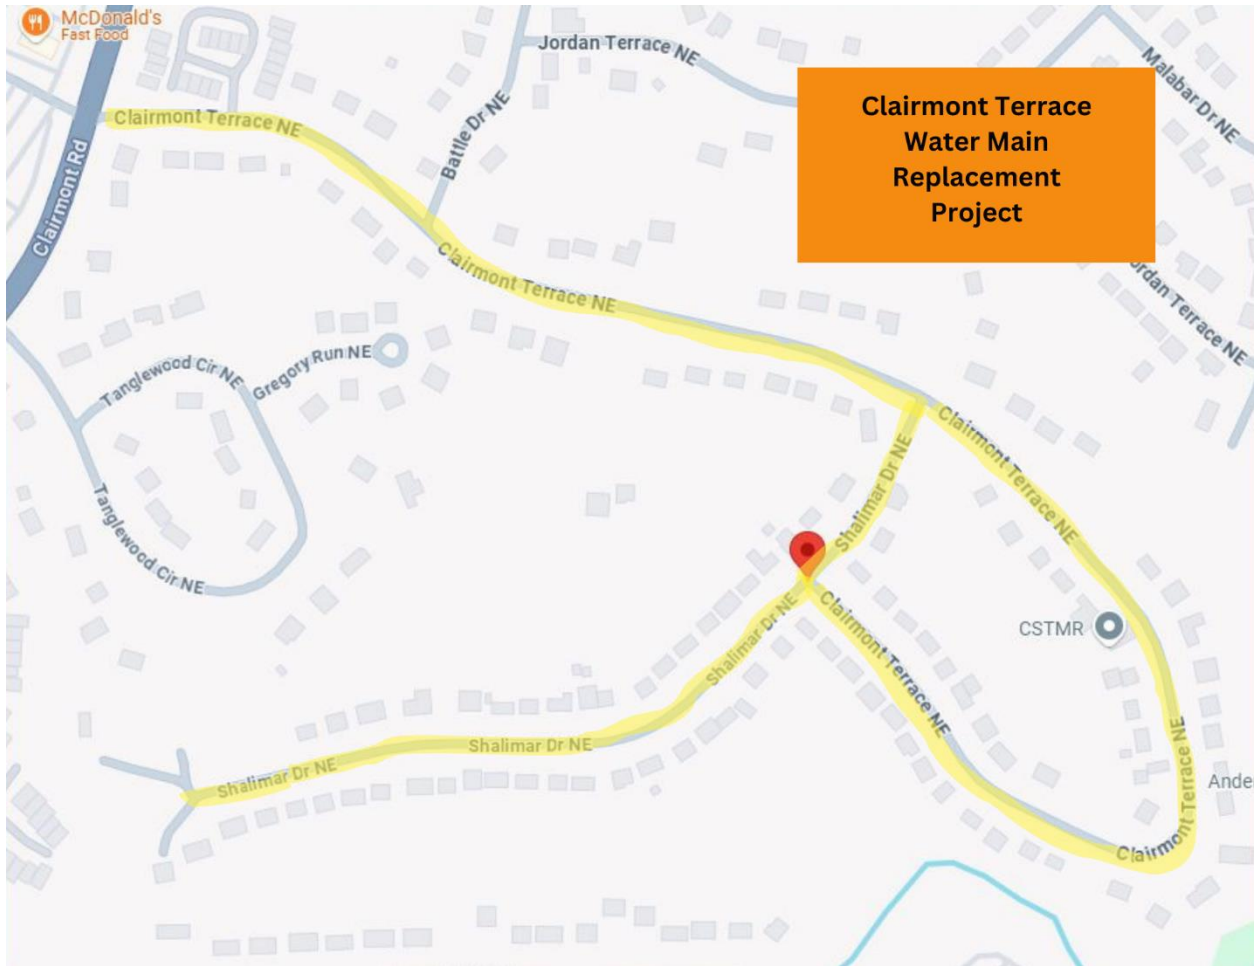 McDonald's
Fast Food
Jordan Terrace NE
Malabar Dr NE
Clairmont Terrace
Water Main
Replacement
Project
Clairmont Terrace NE
Battle Dr NE
Clairmont Rd
Clairmont Terrace NE
Jordan Terrace NE
Gregory Run NE
Tanglewood Cir NE
Clairmont Terrace NE
Shalimar Dr NE
Tanglewood Cir NE
Clairmont Terrace NE
CSTMR
Shalimar Dr NE
Shalimar Dr NE
Shalimar Dr NE
Clairmont Terrace NE
Ander